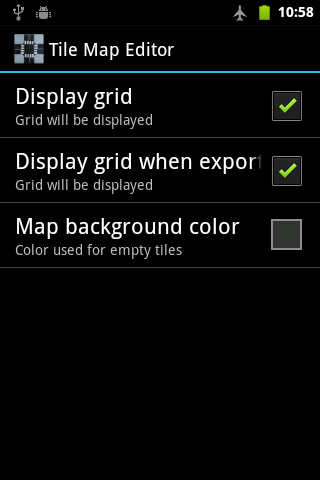 10:58
Tile Map Editor
Display grid
Grid will be displayed
Display grid when export
Grid will be displayed
Map background color
Color used for empty tiles